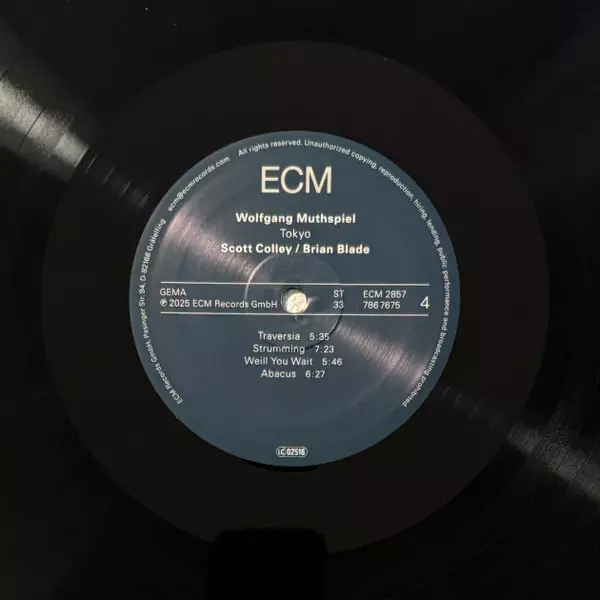 ECM
Wolfgang Muthspiel
Tokyo
Scott Colley / Brian Blade
GEMA
℗ 2025 ECM Records GmbH
ST
33
ECM 2857
786 7675
4
Traversia 5:35
Strumming 7:23
Weill You Wait 5:46
Abacus 6:27
LC 02516
ECM Records GmbH, Pasinger Str. 94, D-82166 Gräfelfing ecm@ecmrecords.com All rights reserved. Unauthorized copying, reproduction, hiring, lending, public performance and broadcasting prohibited